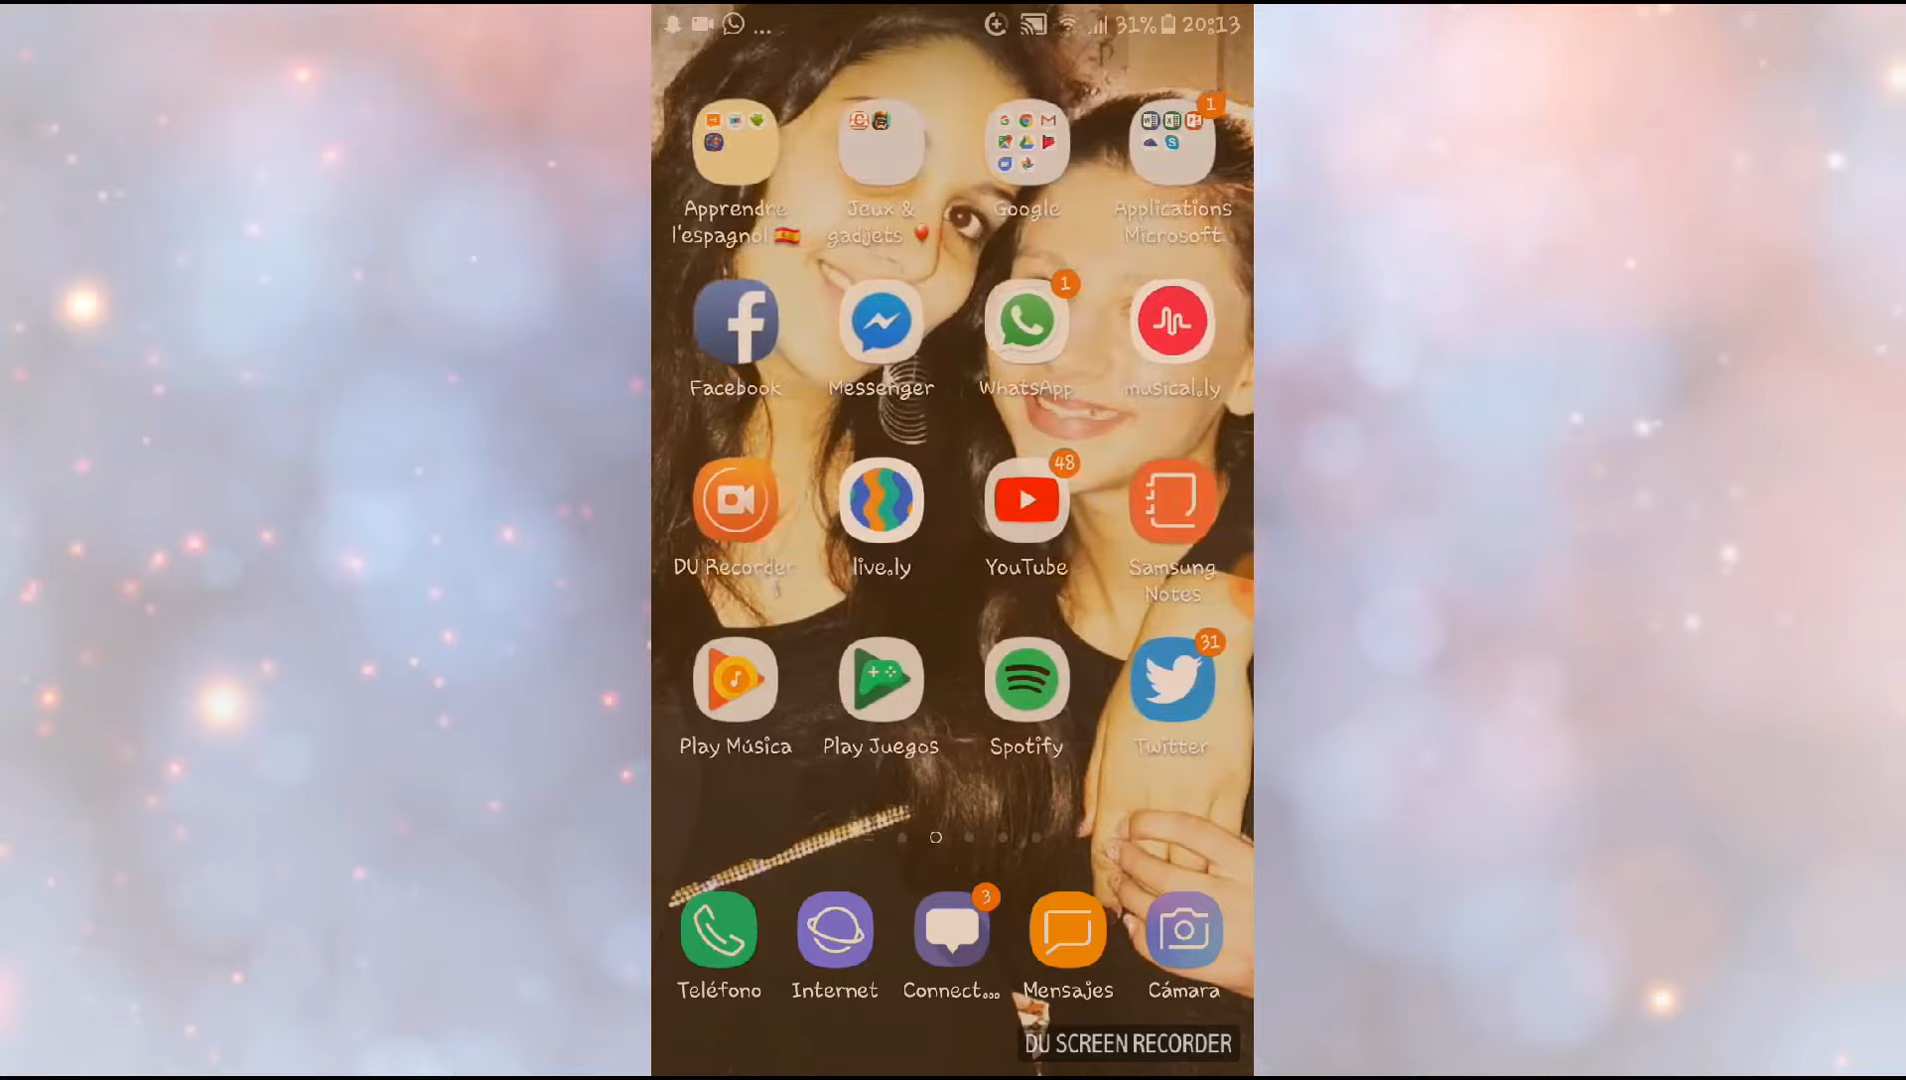 ... 31% 20:13
1
Apprendre
l'espagnol 🇪🇸
Jeux &
gadjets
Google
Applications
Microsoft
1
Facebook
Messenger
WhatsApp
musical.ly
48
DU Recorder
live.ly
YouTube
Samsung
Notes
31
Play Música
Play Juegos
Spotify
Twitter
3
Teléfono
Internet
Connect...
Mensajes
Cámara
DU SCREEN RECORDER